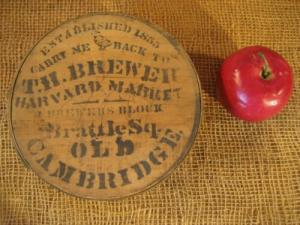 ESTABLISHED 1855
CARRY ME BACK TO
T.H. BREWER
HARVARD MARKET
BREWERS BLOCK
Brattle Sq.
OLD
CAMBRIDGE